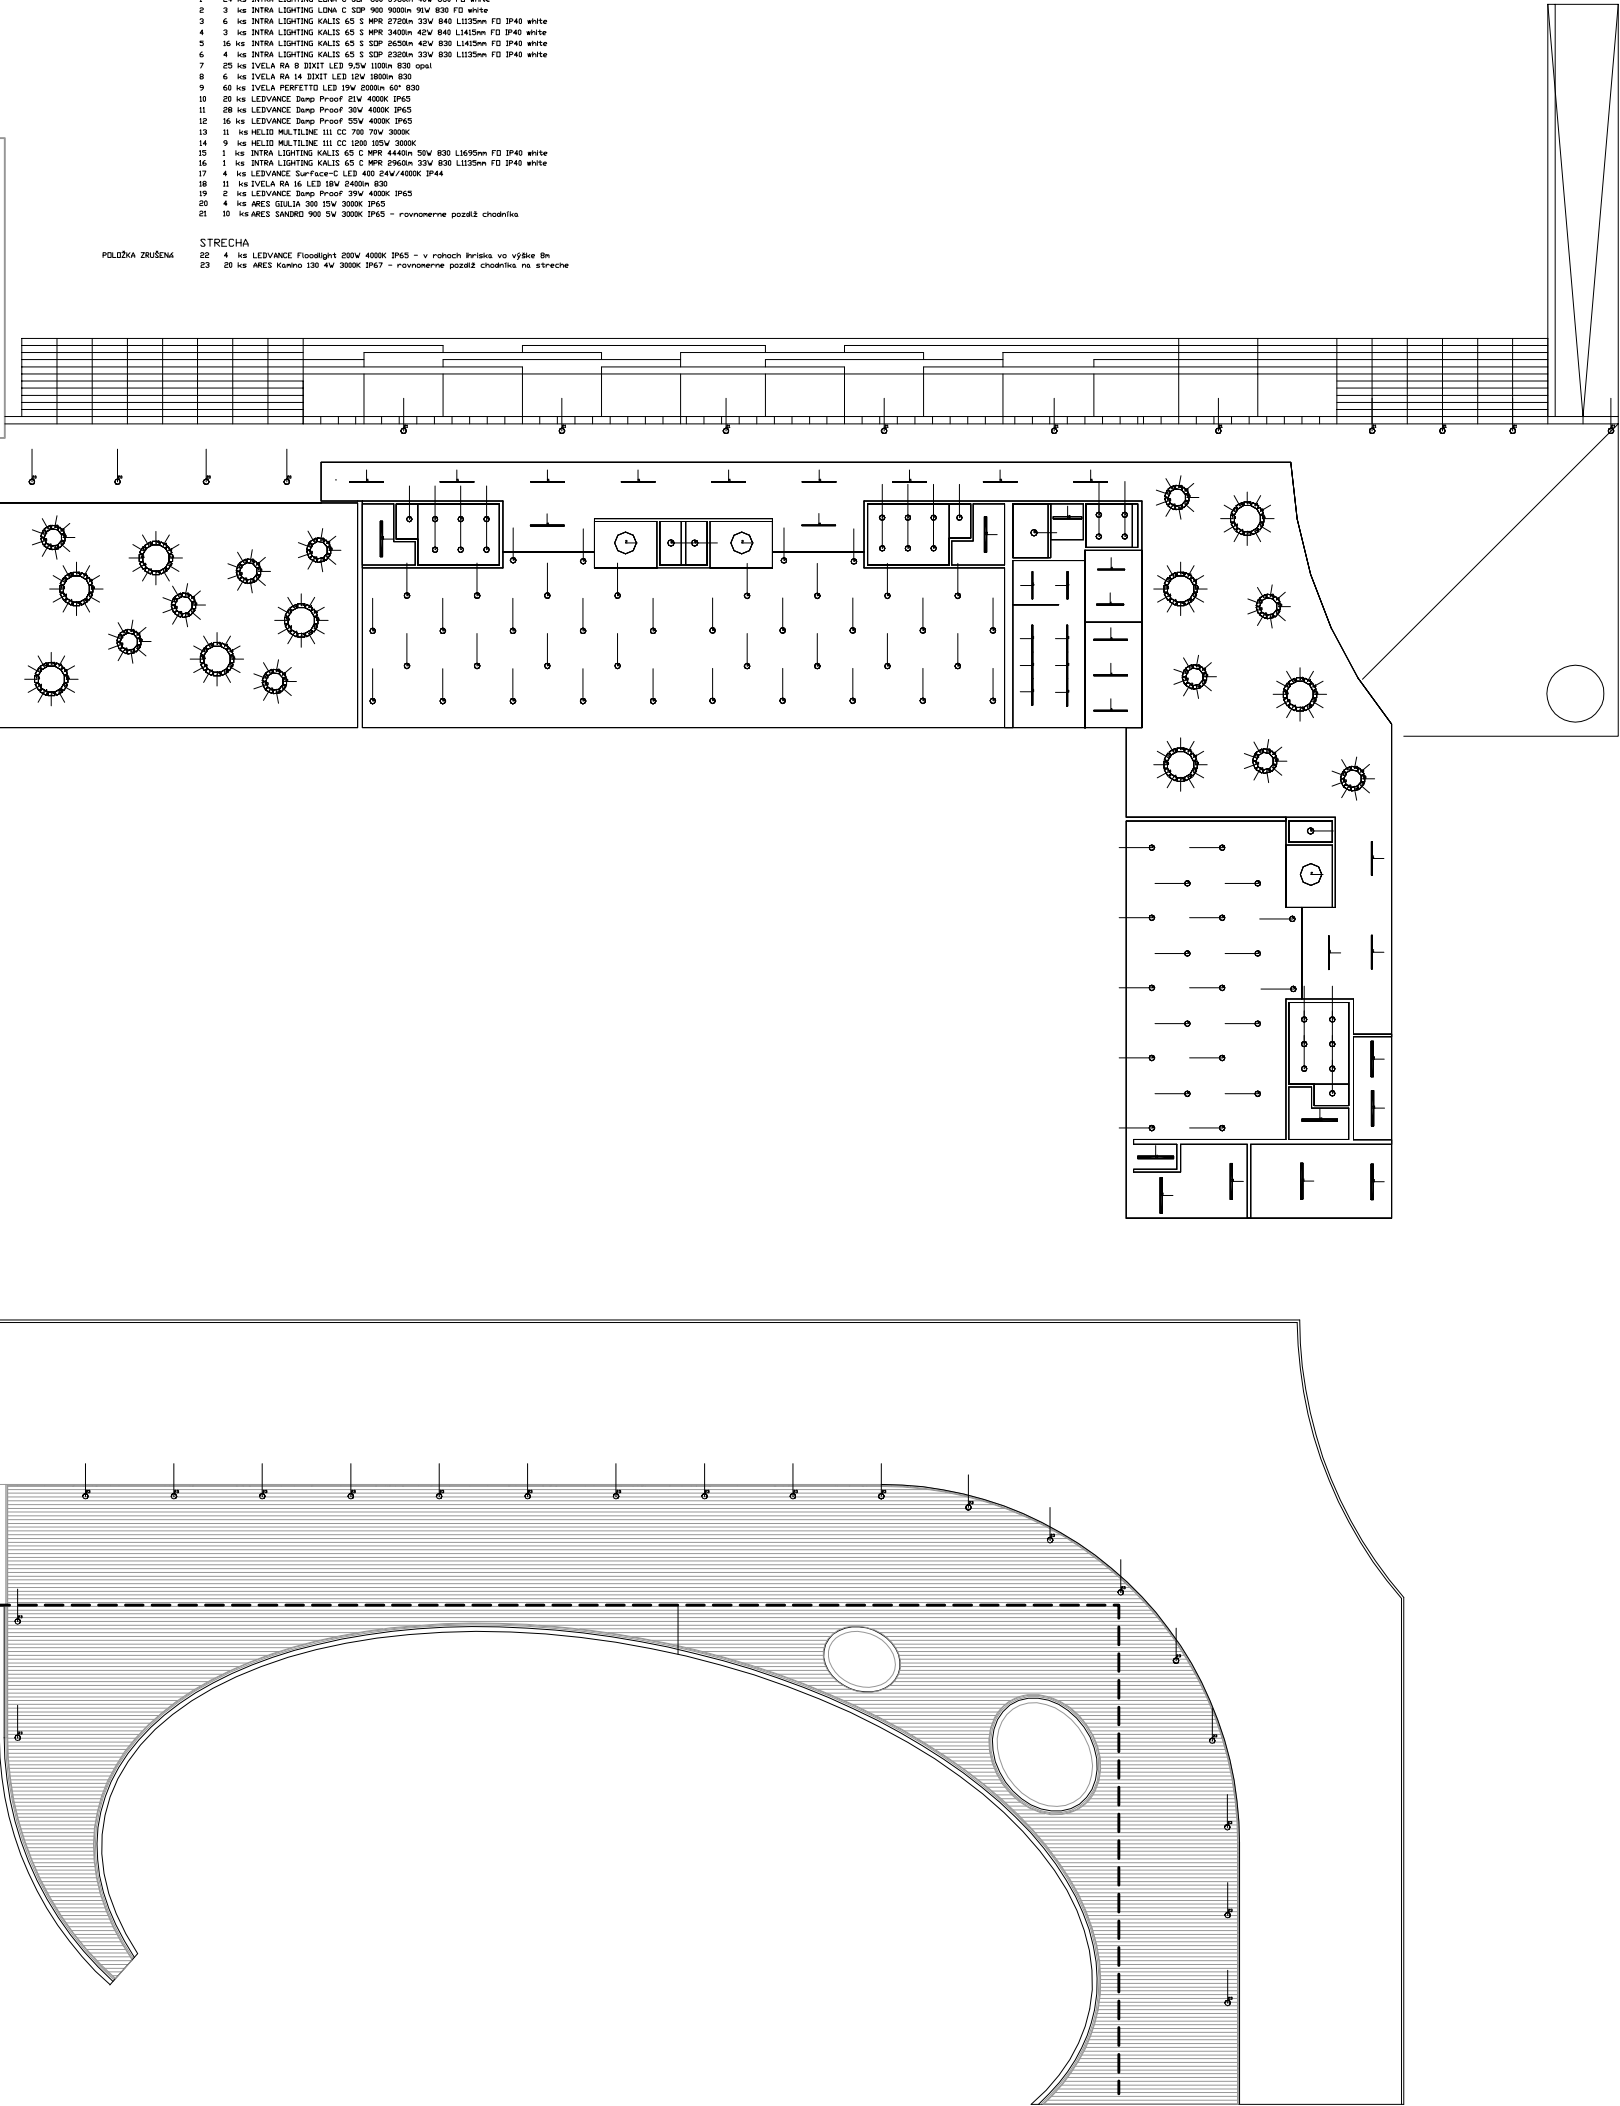 2 3 ks INTRA LIGHTING LONA C SOP 900 9000lm 91W 830 FO white
3 6 ks INTRA LIGHTING KALIS 65 S MPR 2720lm 33W 840 L1135mm FO IP40 white
4 3 ks INTRA LIGHTING KALIS 65 S MPR 3400lm 42W 840 L1415mm FO IP40 white
5 16 ks INTRA LIGHTING KALIS 65 S SOP 2650lm 42W 830 L1415mm FO IP40 white
6 4 ks INTRA LIGHTING KALIS 65 S SOP 2320lm 33W 830 L1135mm FO IP40 white
7 25 ks IVELA RA 8 DIXIT LED 9,5W 1100lm 830 opal
8 6 ks IVELA RA 14 DIXIT LED 12W 1800lm 830
9 60 ks IVELA PERFETTO LED 19W 2000lm 60° 830
10 20 ks LEDVANCE Damp Proof 21W 4000K IP65
11 28 ks LEDVANCE Damp Proof 30W 4000K IP65
12 16 ks LEDVANCE Damp Proof 55W 4000K IP65
13 11 ks HELIO MULTILINE 111 CC 700 70W 3000K
14 9 ks HELIO MULTILINE 111 CC 1200 105W 3000K
15 1 ks INTRA LIGHTING KALIS 65 C MPR 4440lm 50W 830 L1695mm FO IP40 white
16 1 ks INTRA LIGHTING KALIS 65 C MPR 2960lm 33W 830 L1135mm FO IP40 white
17 4 ks LEDVANCE Surface-C LED 400 24W/4000K IP44
18 11 ks IVELA RA 16 LED 18W 2400lm 830
19 2 ks LEDVANCE Damp Proof 39W 4000K IP65
20 4 ks ARES GIULIA 300 15W 3000K IP65
21 10 ks ARES SANDRO 900 5W 3000K IP65 - rovnomerne pozdlž chodníka
STRECHA
POLOŽKA ZRUŠENÁ 22 4 ks LEDVANCE Floodlight 200W 4000K IP65 - v rohoch ihriska vo výške 8m
23 20 ks ARES Kamino 130 4W 3000K IP67 - rovnomerne pozdlž chodníka na streche